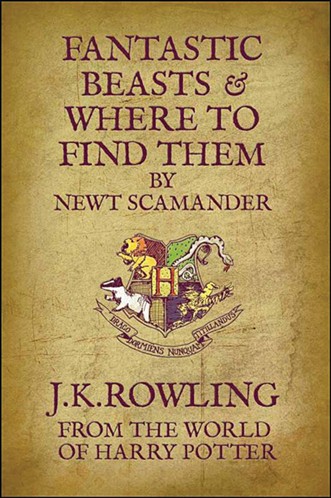 FANTASTIC
BEASTS &
WHERE TO
FIND THEM
BY
NEWT SCAMANDER
H
DRACO DORMIENS NUNQUAM TITILLANDUS
J.K.ROWLING
FROM THE WORLD
OF HARRY POTTER